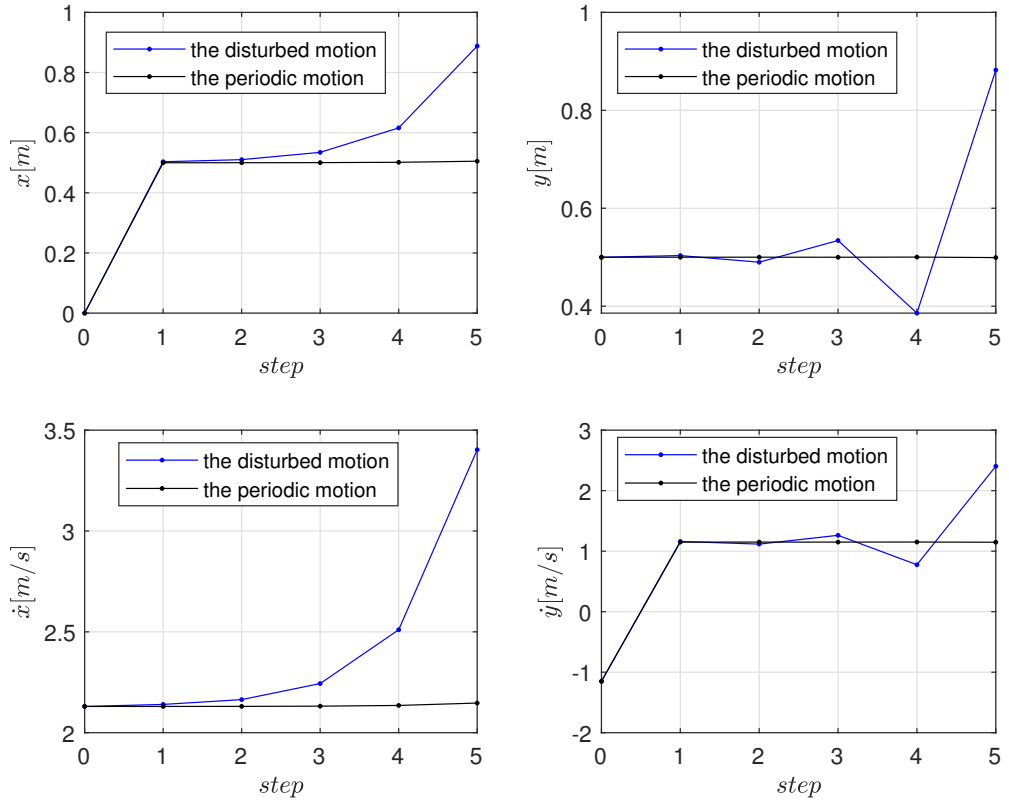 1
0.8
0.6
0.4
0.2
0
x[m]
the disturbed motion
the periodic motion
0 1 2 3 4 5
step
1
0.8
0.6
0.4
y[m]
the disturbed motion
the periodic motion
0 1 2 3 4 5
step
3.5
3
2.5
2
ẋ[m/s]
the disturbed motion
the periodic motion
0 1 2 3 4 5
step
3
2
1
0
-1
-2
ẏ[m/s]
the disturbed motion
the periodic motion
0 1 2 3 4 5
step